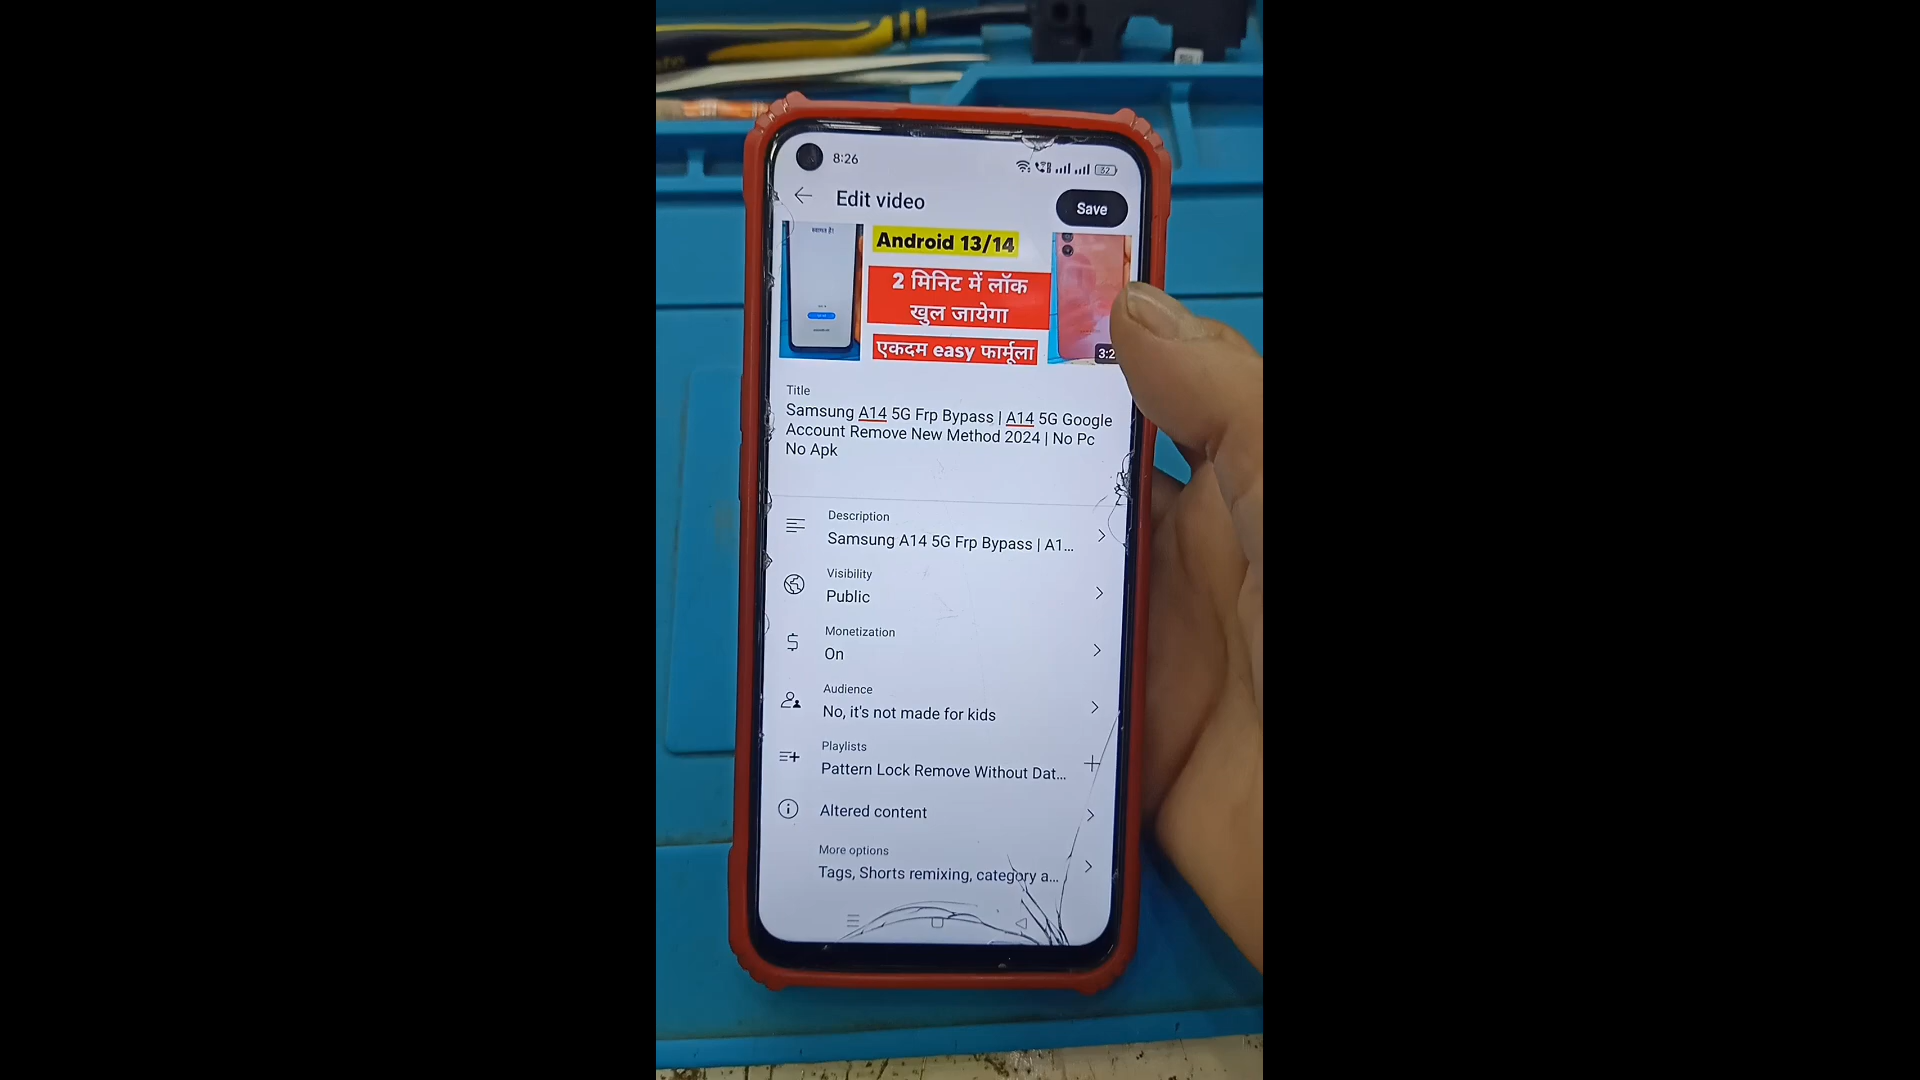 8:26
32
Edit video
Save
Android 13/14
2 मिनिट में लॉक
खुल जायेगा
एकदम easy फार्मूला
3:2
Title
Samsung A14 5G Frp Bypass | A14 5G Google
Account Remove New Method 2024 | No Pc
No Apk
Description
Samsung A14 5G Frp Bypass | A1...
Visibility
Public
Monetization
On
Audience
No, it's not made for kids
Playlists
Pattern Lock Remove Without Dat...
Altered content
More options
Tags, Shorts remixing, category a...